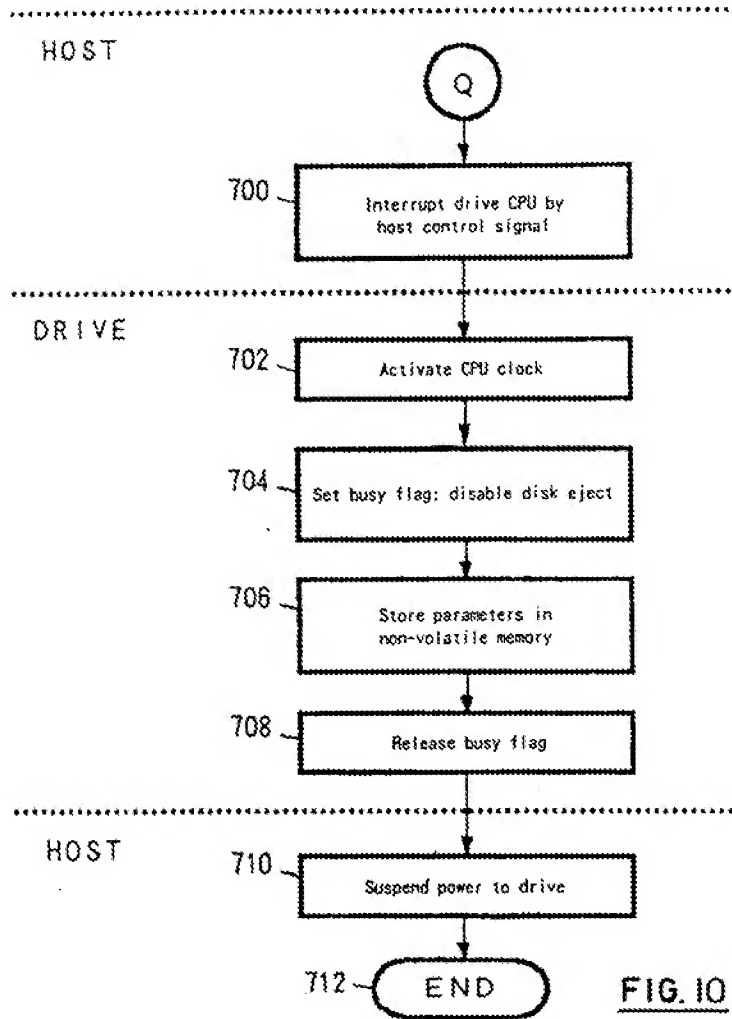 HOST
Q
700
Interrupt drive CPU by
host control signal
DRIVE
702
Activate CPU clock
704
Set busy flag; disable disk eject
706
Store parameters in
non-volatile memory
708
Release busy flag
HOST
710
Suspend power to drive
712
END
FIG. 10